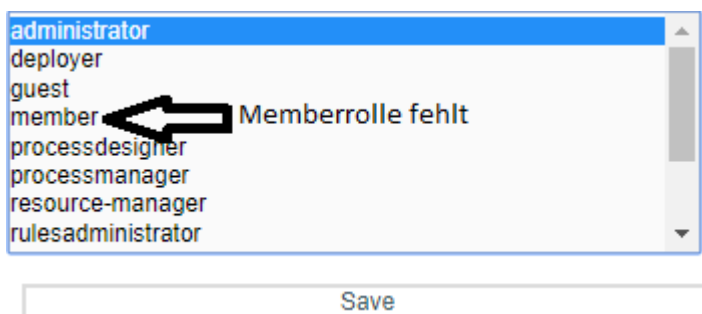 administrator
deployer
guest
member Memberrolle fehlt
processdesigner
processmanager
resource-manager
rulesadministrator
Save